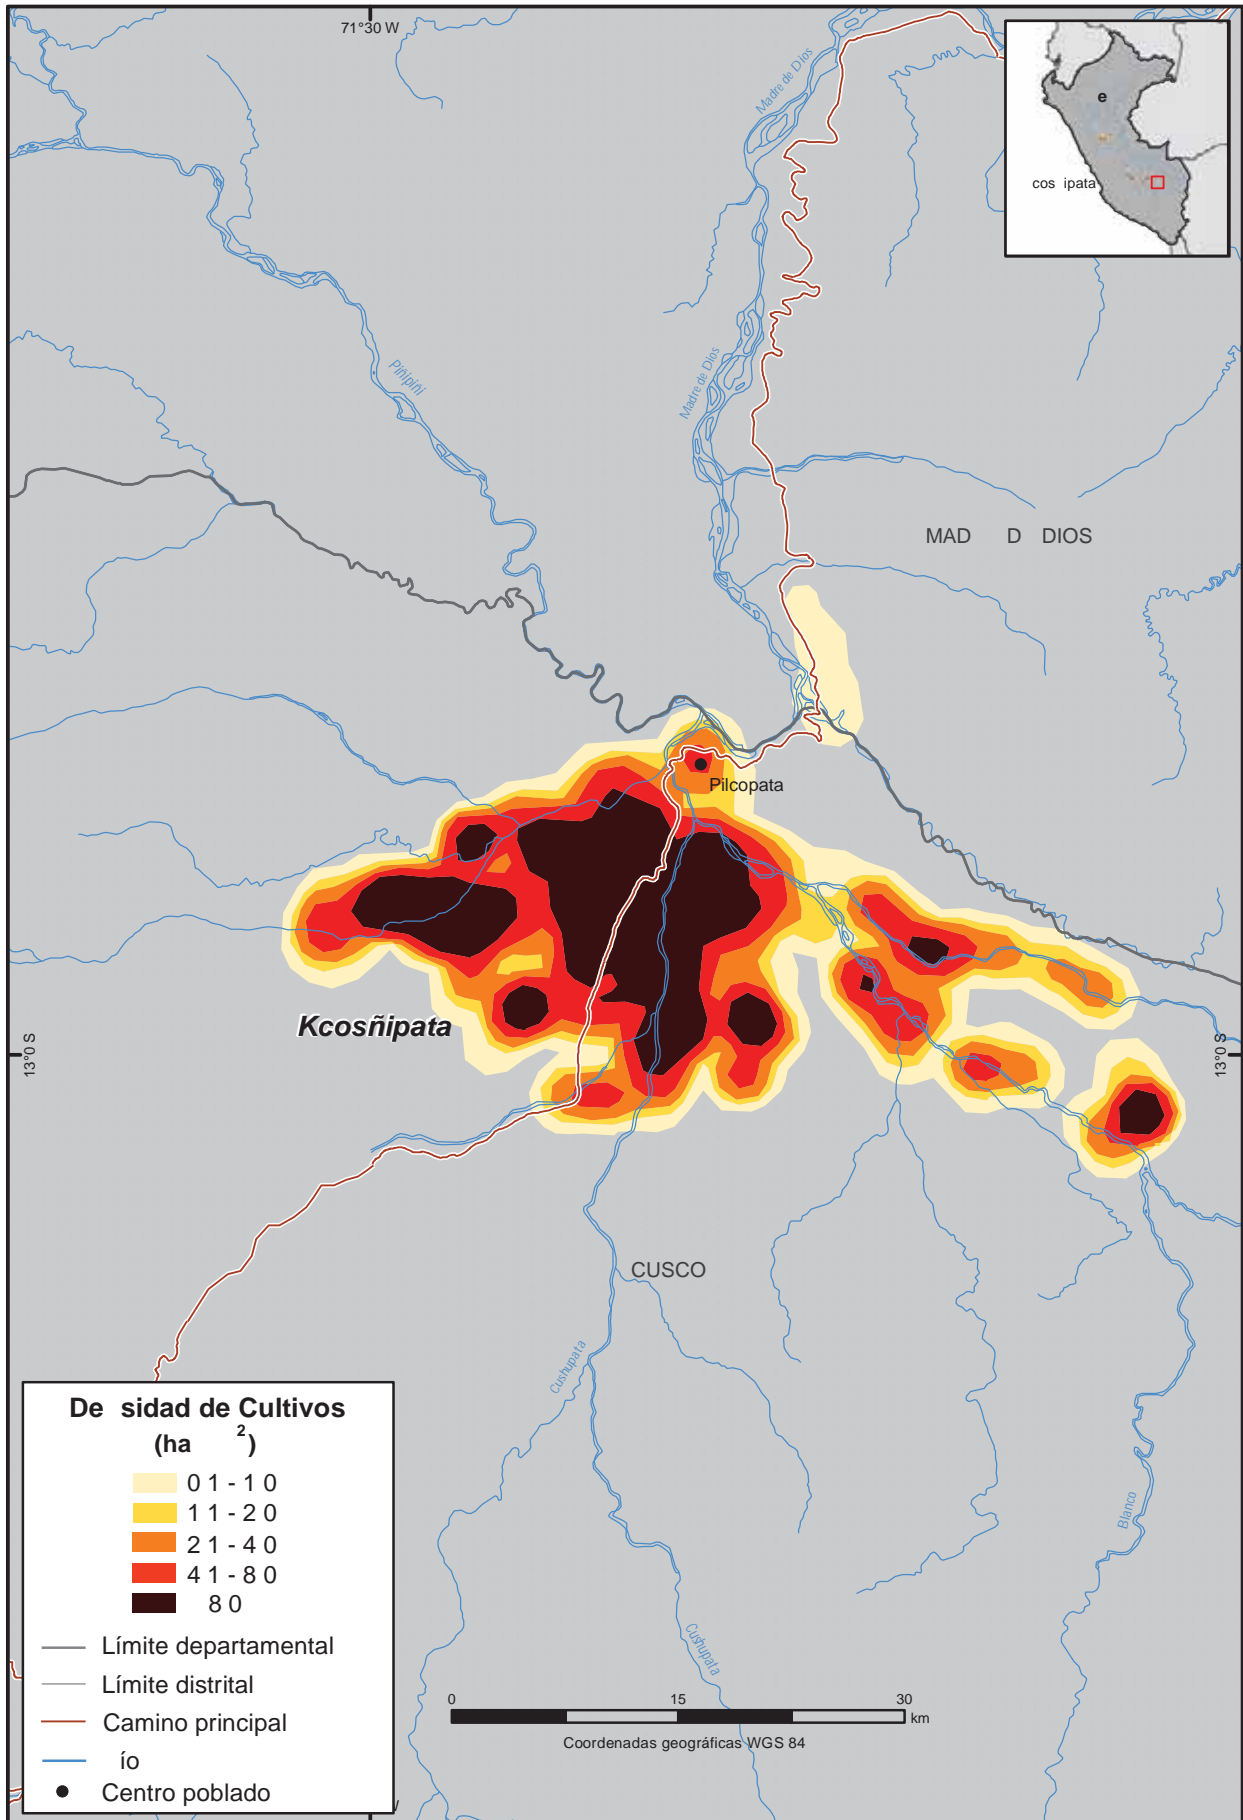 71°30 W
Madre de Dios
e
cos ipata
Madre de Dios
Piñipiñi
MAD D DIOS
Pilcopata
Kcosñipata
13°0 S
13°0 S
CUSCO
Cushupata
Blanco
Cushupata
De sidad de Cultivos
(ha 2)
0 1 - 1 0
1 1 - 2 0
2 1 - 4 0
4 1 - 8 0
8 0
Límite departamental
Límite distrital
Camino principal
ío
Centro poblado
0 15 30
km
Coordenadas geográficas WGS 84